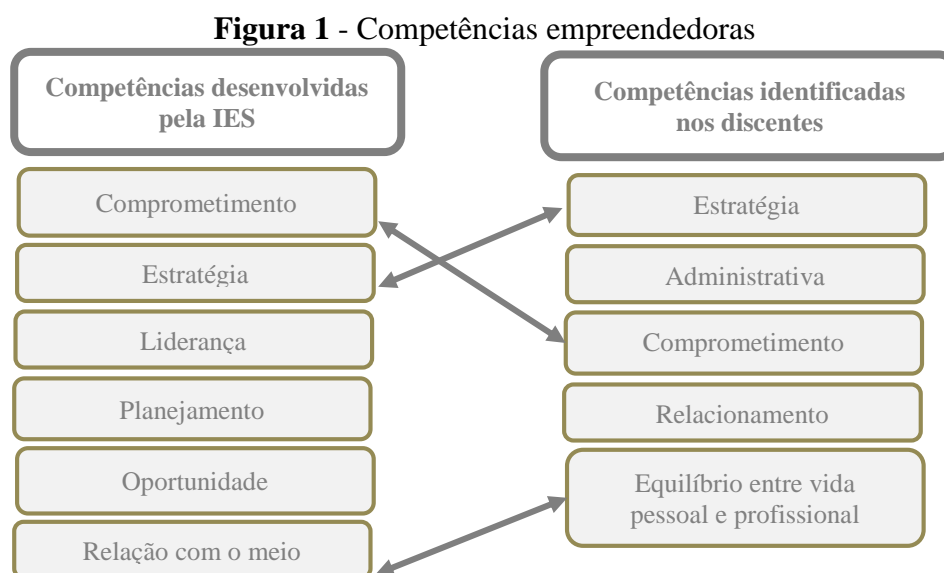 Figura 1 - Competências empreendedoras
Competências desenvolvidas
pela IES
Comprometimento
Estratégia
Liderança
Planejamento
Oportunidade
Relação com o meio
Competências identificadas
nos discentes
Estratégia
Administrativa
Comprometimento
Relacionamento
Equilíbrio entre vida
pessoal e profissional